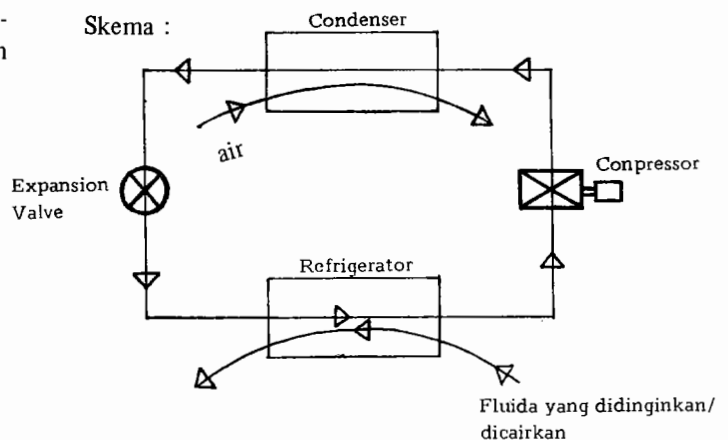 -
n
Skema :
Condenser
air
Expansion
Valve
Conpressor
Refrigerator
Fluida yang didinginkan/
dicairkan